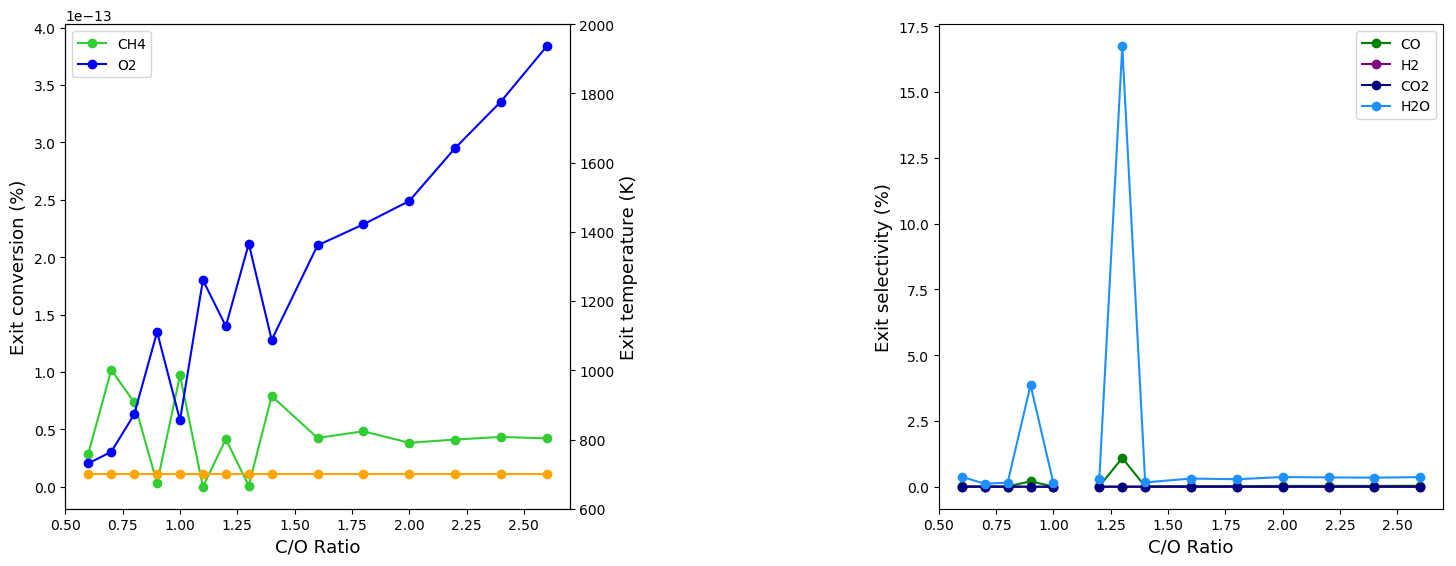 1e−13
4.0
3.5
3.0
2.5
2.0
1.5
1.0
0.5
0.0
Exit conversion (%)
CH4
O2
0.50 0.75 1.00 1.25 1.50 1.75 2.00 2.25 2.50
C/O Ratio
2000
1800
1600
1400
1200
1000
800
600
Exit temperature (K)
17.5
15.0
12.5
10.0
7.5
5.0
2.5
0.0
Exit selectivity (%)
CO
H2
CO2
H2O
0.50 0.75 1.00 1.25 1.50 1.75 2.00 2.25 2.50
C/O Ratio